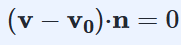 (v − v₀)·n = 0